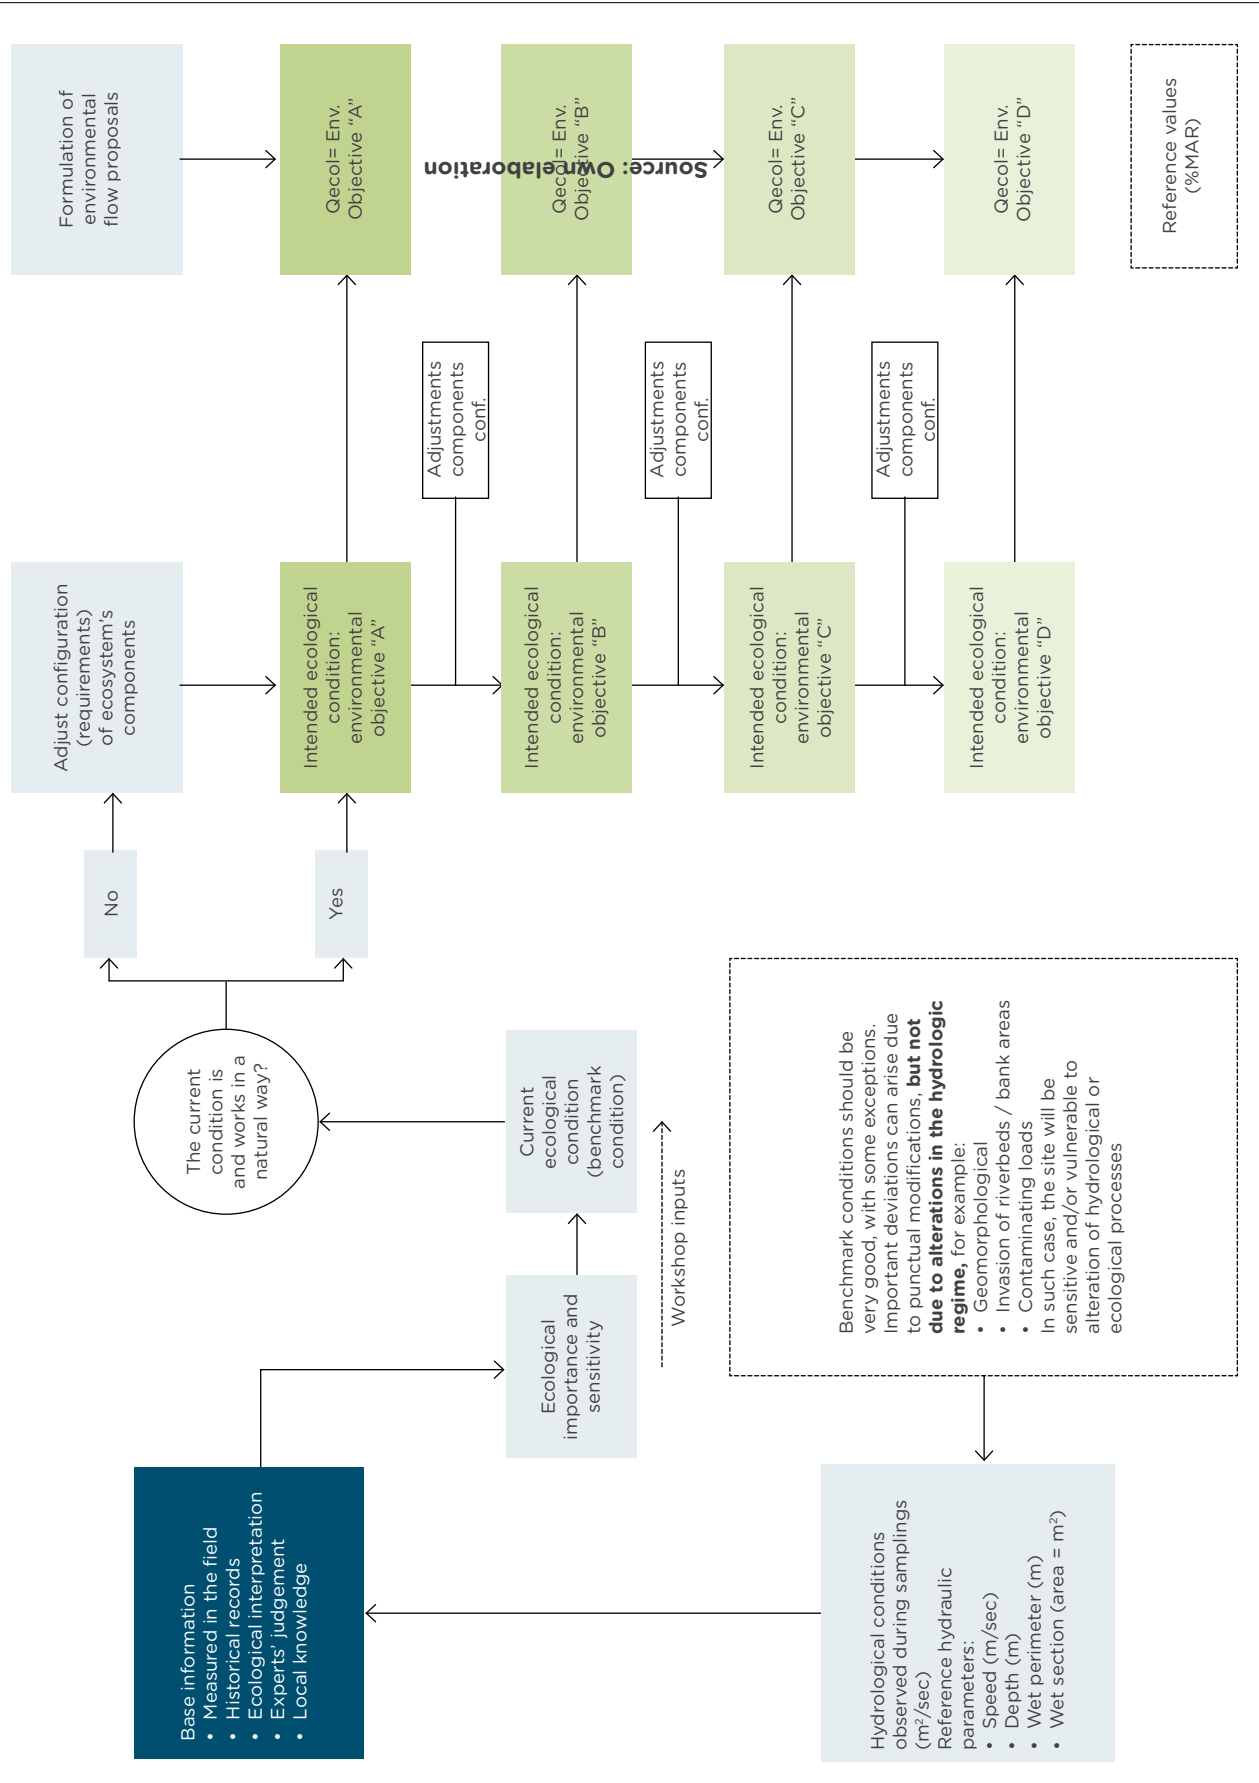 Base information
• Measured in the field
• Historical records
• Ecological interpretation
• Experts' judgement
• Local knowledge
Hydrological conditions
observed during samplings
(m²/sec)
Reference hydraulic
parameters:
• Speed (m/sec)
• Depth (m)
• Wet perimeter (m)
• Wet section (area = m²)
Ecological
importance and
sensitivity
Workshop inputs
Current
ecological
condition
(benchmark
condition)
The current
condition is
and works in a
natural way?
Benchmark conditions should be
very good, with some exceptions.
Important deviations can arise due
to punctual modifications, but not
due to alterations in the hydrologic
regime, for example:
• Geomorphological
• Invasion of riverbeds / bank areas
• Contaminating loads
In such case, the site will be
sensitive and/or vulnerable to
alteration of hydrological or
ecological processes
No
Yes
Adjust configuration
(requirements)
of ecosystem's
components
Intended ecological
condition:
environmental
objective “A”
Intended ecological
condition:
environmental
objective “B”
Intended ecological
condition:
environmental
objective “C”
Intended ecological
condition:
environmental
objective “D”
Adjustments
components
conf.
Adjustments
components
conf.
Adjustments
components
conf.
Formulation of
environmental
flow proposals
Qecol= Env.
Objective “A”
Qecol= Env.
Objective “B”
Qecol= Env.
Objective “C”
Qecol= Env.
Objective “D”
Reference values
(%MAR)
Source: Own elaboration